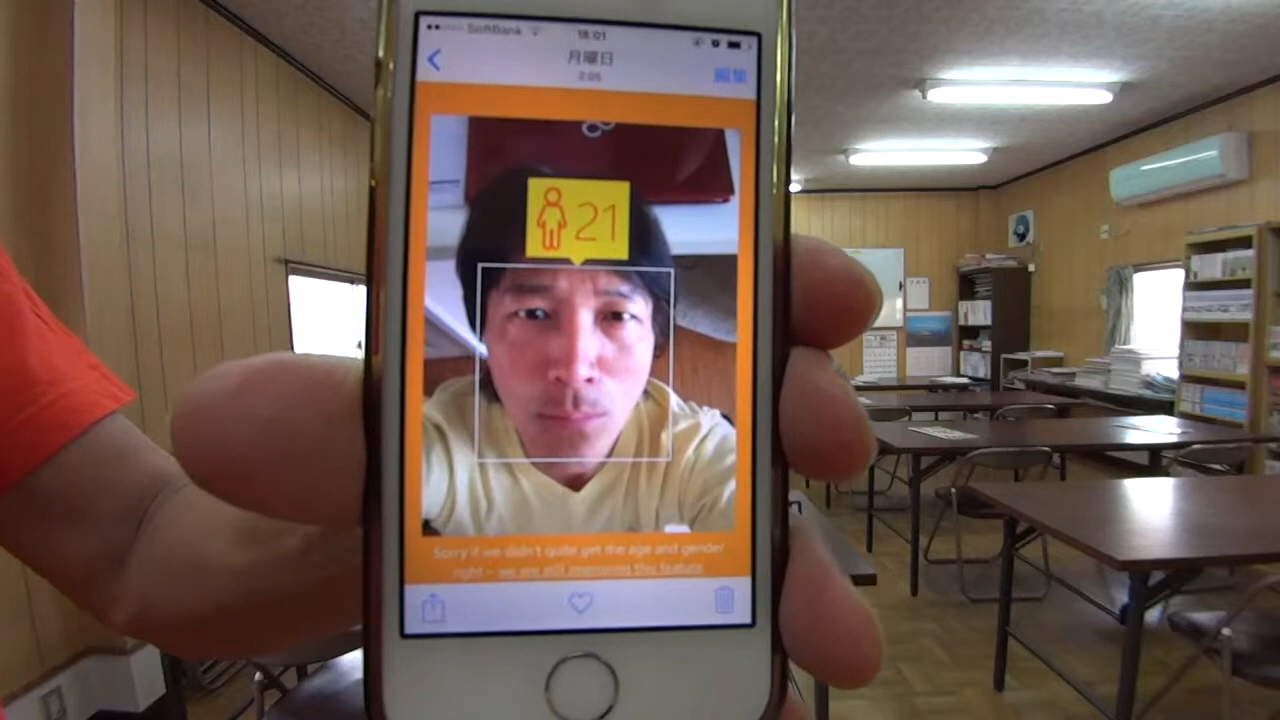 SoftBank
18:01
月曜日
2:05
編集
21
Sorry if we didn't quite get the age and gender
right – we are still improving this feature